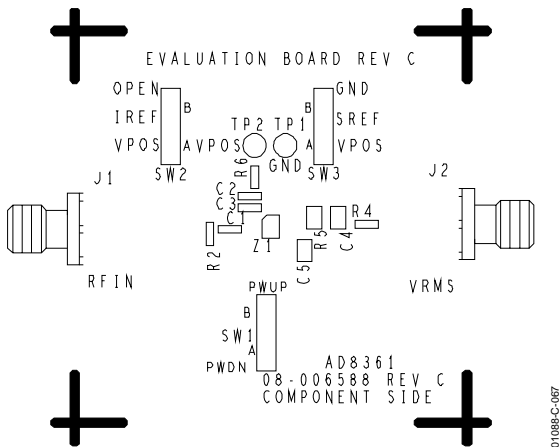 EVALUATION BOARD REV C
OPEN
GND
B
B
IREF
SREF
TP2 TP1
VPOS
A
VPOS
A
VPOS
SW2
GND
SW3
R6
J1
J2
C2
C3
C1
R4
R2
Z1
R5
C4
C5
RFIN
VRMS
PWUP
B
SW1
A
PWDN
AD8361
08-006588 REV C
COMPONENT SIDE
01088-C-067